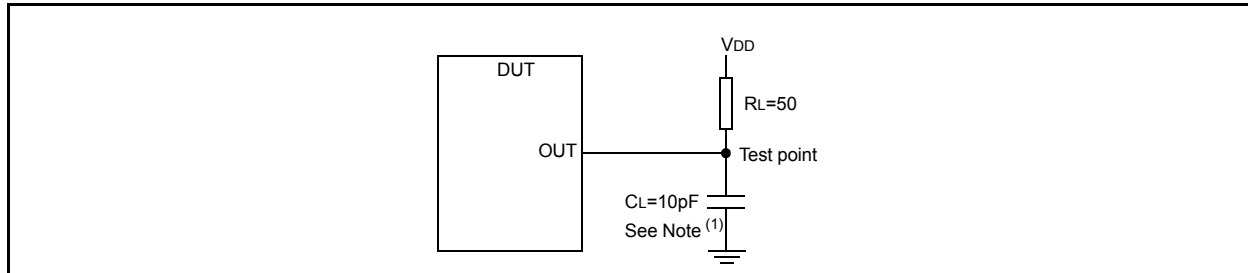 VDD
DUT
RL=50
OUT
Test point
CL=10pF
See Note (1)